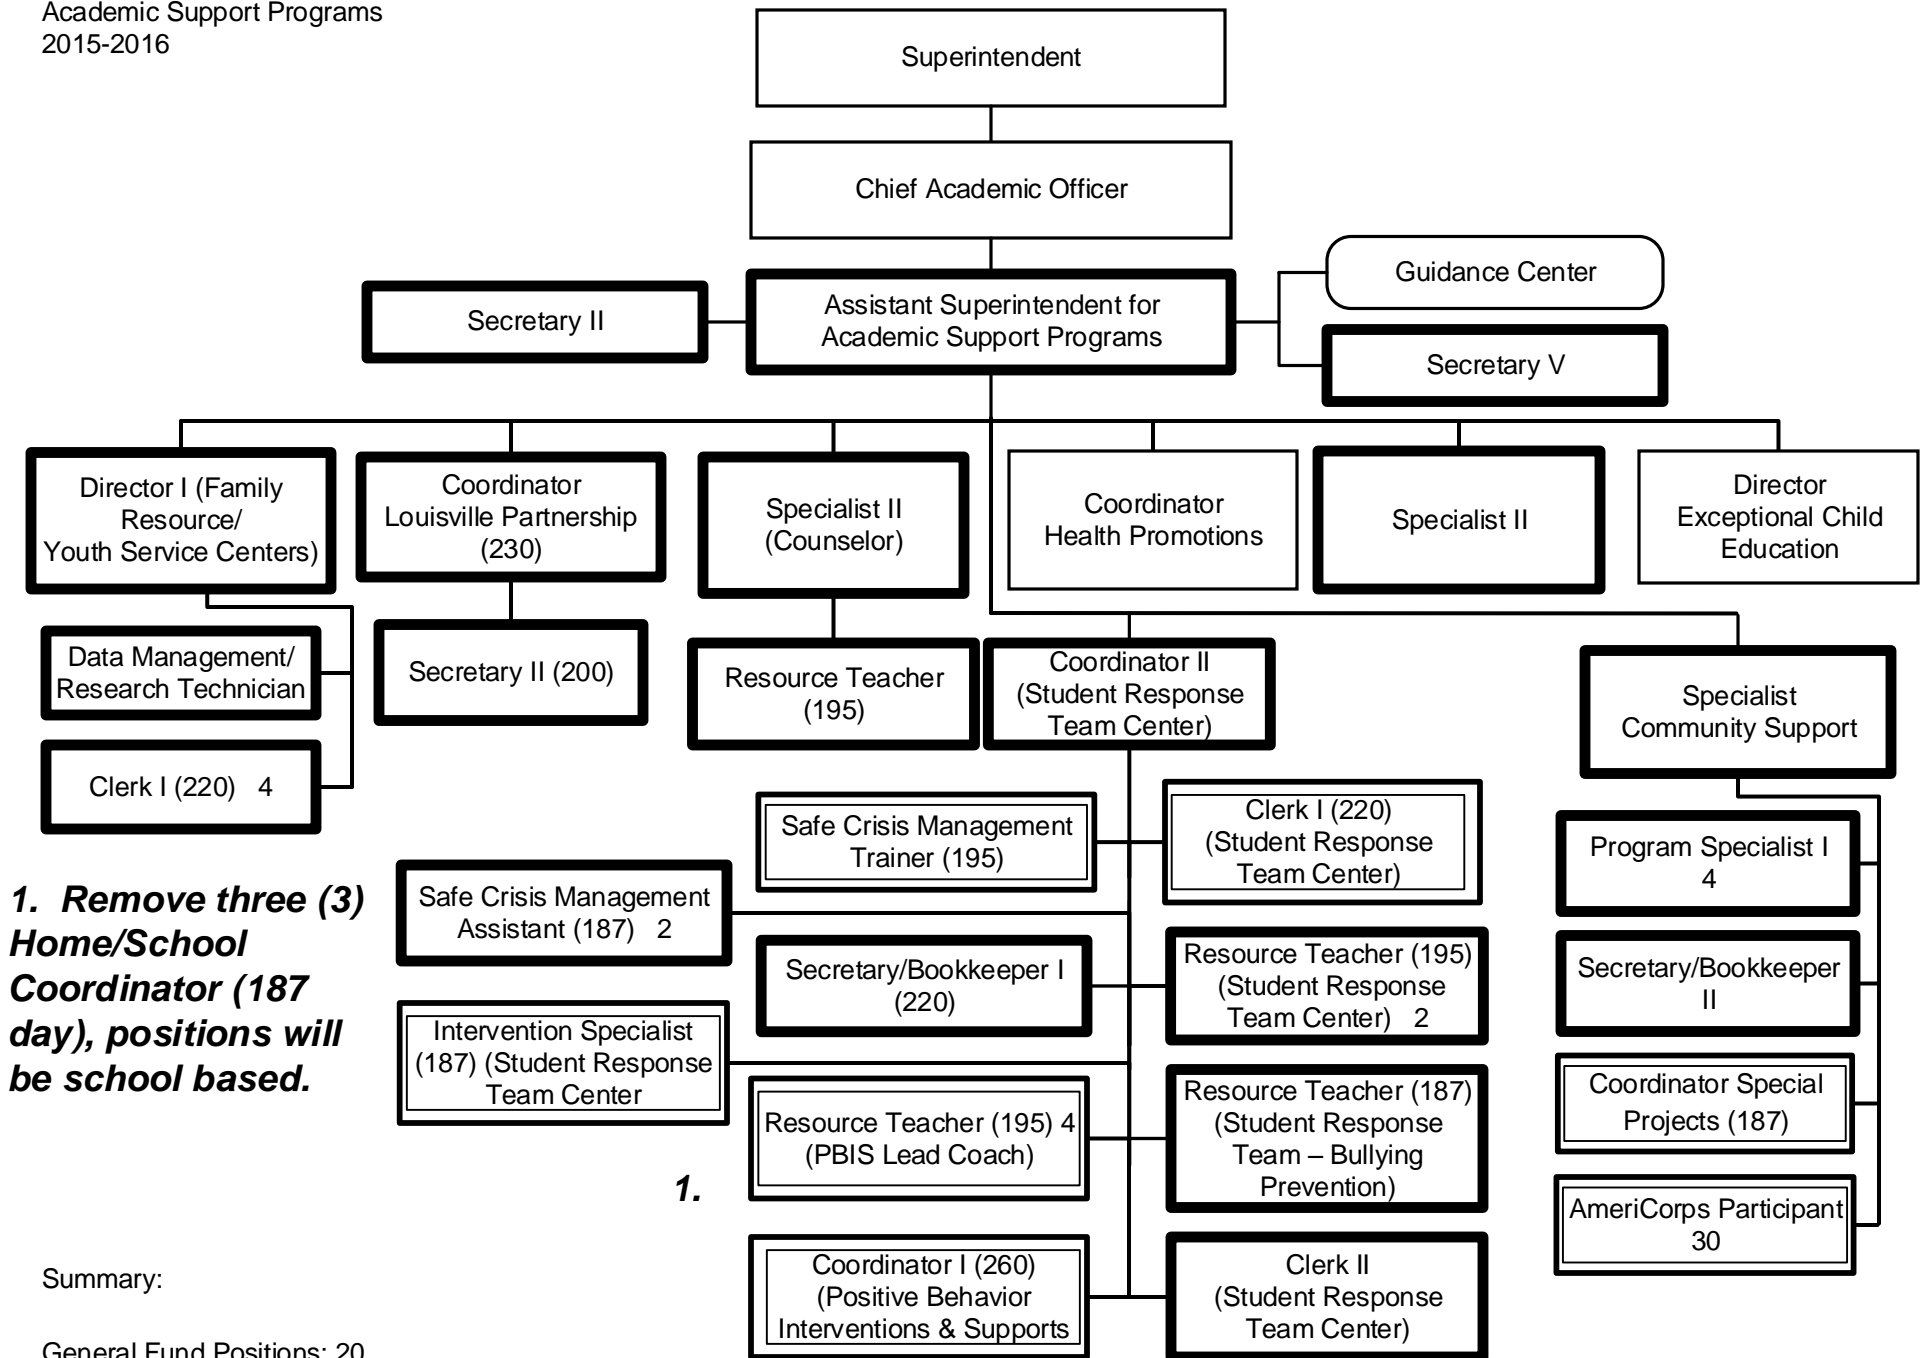 Academic Support Programs
2015-2016
Superintendent
Chief Academic Officer
Guidance Center
Secretary II
Assistant Superintendent for
Academic Support Programs
Secretary V
Director I (Family
Resource/
Youth Service Centers)
Coordinator
Louisville Partnership
(230)
Specialist II
(Counselor)
Coordinator
Health Promotions
Specialist II
Director
Exceptional Child
Education
Data Management/
Research Technician
Clerk I (220) 4
Secretary II (200)
Resource Teacher
(195)
Coordinator II
(Student Response
Team Center)
Specialist
Community Support
Safe Crisis Management
Trainer (195)
Clerk I (220)
(Student Response
Team Center)
Safe Crisis Management
Assistant (187) 2
Secretary/Bookkeeper I
(220)
Resource Teacher (195)
(Student Response
Team Center) 2
Intervention Specialist
(187) (Student Response
Team Center
Resource Teacher (195) 4
(PBIS Lead Coach)
Resource Teacher (187)
(Student Response
Team – Bullying
Prevention)
Coordinator I (260)
(Positive Behavior
Interventions & Supports
Clerk II
(Student Response
Team Center)
Program Specialist I
4
Secretary/Bookkeeper
II
Coordinator Special
Projects (187)
AmeriCorps Participant
30
1. Remove three (3)
Home/School
Coordinator (187
day), positions will
be school based.
1.
Summary:
General Fund Positions: 20